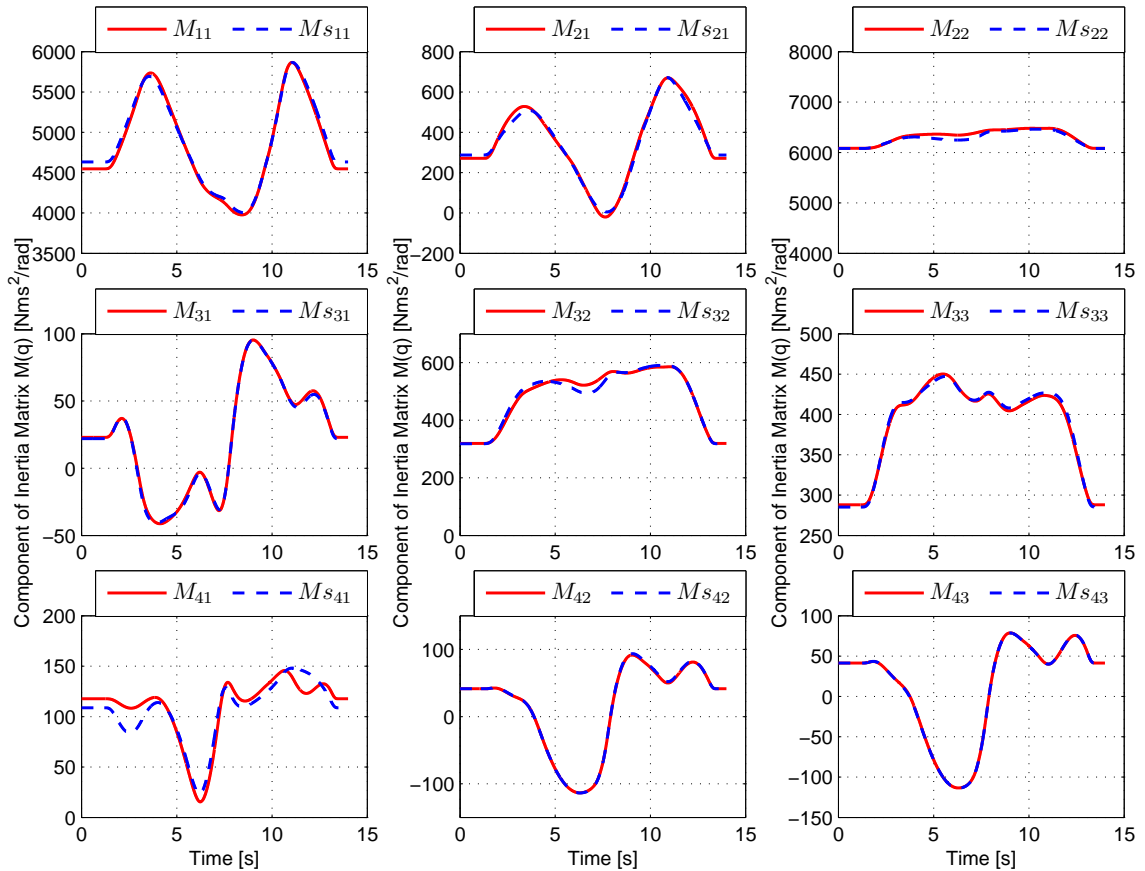 M11 Ms11
6000
5500
5000
4500
4000
3500
0 5 10 15
M21 Ms21
800
600
400
200
0
−200
0 5 10 15
M22 Ms22
8000
7000
6000
5000
4000
0 5 10 15
M31 Ms31
100
50
0
−50
0 5 10 15
M32 Ms32
600
400
200
0
0 5 10 15
M33 Ms33
500
450
400
350
300
250
0 5 10 15
M41 Ms41
200
150
100
50
0
0 5 10 15
Time [s]
M42 Ms42
100
0
−100
0 5 10 15
Time [s]
M43 Ms43
100
50
0
−50
−100
−150
0 5 10 15
Time [s]
Component of Inertia Matrix M(q) [Nms²/rad]
Component of Inertia Matrix M(q) [Nms²/rad]
Component of Inertia Matrix M(q) [Nms²/rad]